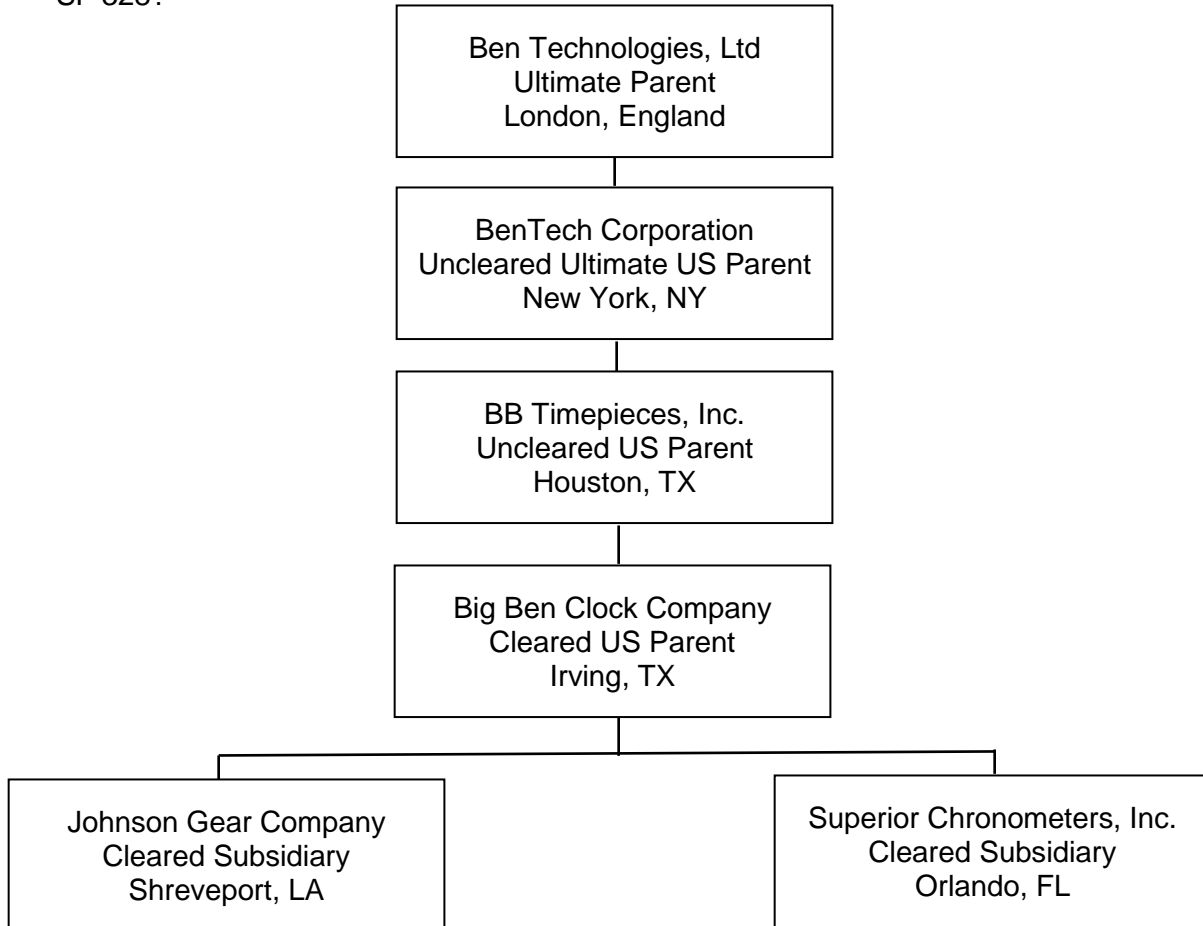 Ben Technologies, Ltd
Ultimate Parent
London, England
BenTech Corporation
Uncleared Ultimate US Parent
New York, NY
BB Timepieces, Inc.
Uncleared US Parent
Houston, TX
Big Ben Clock Company
Cleared US Parent
Irving, TX
Johnson Gear Company
Cleared Subsidiary
Shreveport, LA
Superior Chronometers, Inc.
Cleared Subsidiary
Orlando, FL